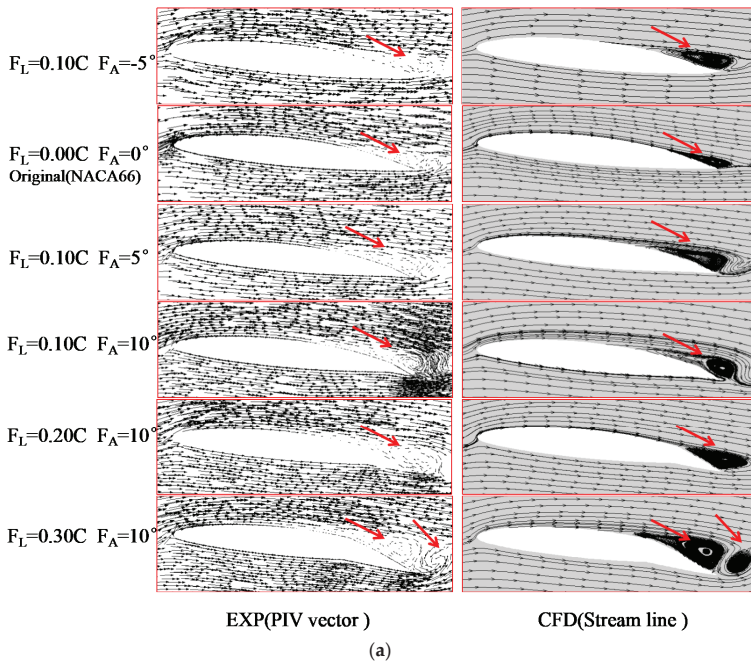 F_L=0.10C F_A=-5°
F_L=0.00C F_A=0°
Original(NACA66)
F_L=0.10C F_A=5°
F_L=0.10C F_A=10°
F_L=0.20C F_A=10°
F_L=0.30C F_A=10°
EXP(PIV vector )
CFD(Stream line )
(a)